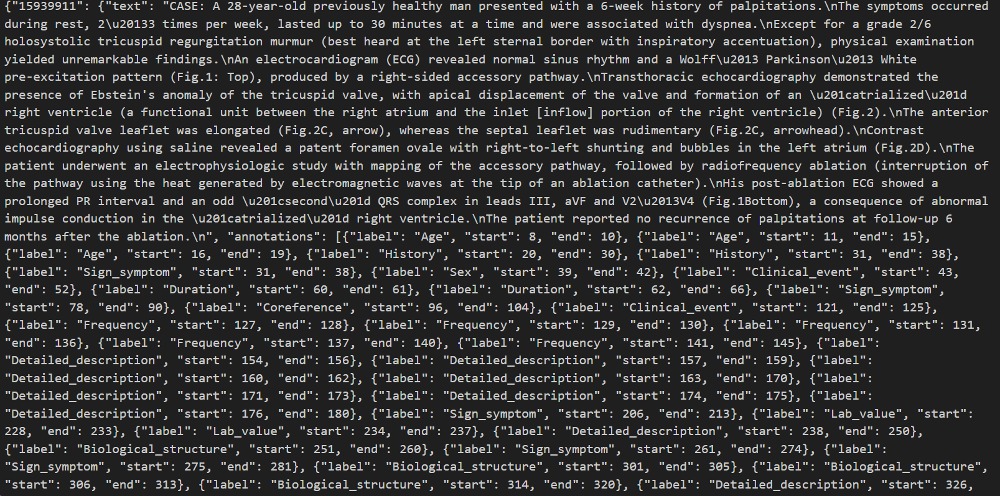 {"15939911": {"text": "CASE: A 28-year-old previously healthy man presented with a 6-week history of palpitations.\nThe symptoms occurred
during rest, 2\u20133 times per week, lasted up to 30 minutes at a time and were associated with dyspnea.\nExcept for a grade 2/6
holosystolic tricuspid regurgitation murmur (best heard at the left sternal border with inspiratory accentuation), physical examination
yielded unremarkable findings.\nAn electrocardiogram (ECG) revealed normal sinus rhythm and a Wolff\u2013 Parkinson\u2013 White
pre-excitation pattern (Fig.1: Top), produced by a right-sided accessory pathway.\nTransthoracic echocardiography demonstrated the
presence of Ebstein's anomaly of the tricuspid valve, with apical displacement of the valve and formation of an \u201catrialized\u201d
right ventricle (a functional unit between the right atrium and the inlet [inflow] portion of the right ventricle) (Fig.2).\nThe anterior
tricuspid valve leaflet was elongated (Fig.2C, arrow), whereas the septal leaflet was rudimentary (Fig.2C, arrowhead).\nContrast
echocardiography using saline revealed a patent foramen ovale with right-to-left shunting and bubbles in the left atrium (Fig.2D).\nThe
patient underwent an electrophysiologic study with mapping of the accessory pathway, followed by radiofrequency ablation (interruption of
the pathway using the heat generated by electromagnetic waves at the tip of an ablation catheter).\nHis post-ablation ECG showed a
prolonged PR interval and an odd \u201csecond\u201d QRS complex in leads III, aVF and V2\u2013V4 (Fig.1Bottom), a consequence of abnormal
impulse conduction in the \u201catrialized\u201d right ventricle.\nThe patient reported no recurrence of palpitations at follow-up 6
months after the ablation.\n", "annotations": [{"label": "Age", "start": 8, "end": 10}, {"label": "Age", "start": 11, "end": 15},
{"label": "Age", "start": 16, "end": 19}, {"label": "History", "start": 20, "end": 30}, {"label": "History", "start": 31, "end": 38},
{"label": "Sign_symptom", "start": 31, "end": 38}, {"label": "Sex", "start": 39, "end": 42}, {"label": "Clinical_event", "start": 43,
"end": 52}, {"label": "Duration", "start": 60, "end": 61}, {"label": "Duration", "start": 62, "end": 66}, {"label": "Sign_symptom",
"start": 78, "end": 90}, {"label": "Coreference", "start": 96, "end": 104}, {"label": "Clinical_event", "start": 121, "end": 125},
{"label": "Frequency", "start": 127, "end": 128}, {"label": "Frequency", "start": 129, "end": 130}, {"label": "Frequency", "start": 131,
"end": 136}, {"label": "Frequency", "start": 137, "end": 140}, {"label": "Frequency", "start": 141, "end": 145}, {"label":
"Detailed_description", "start": 154, "end": 156}, {"label": "Detailed_description", "start": 157, "end": 159}, {"label":
"Detailed_description", "start": 160, "end": 162}, {"label": "Detailed_description", "start": 163, "end": 170}, {"label":
"Detailed_description", "start": 171, "end": 173}, {"label": "Detailed_description", "start": 174, "end": 175}, {"label":
"Detailed_description", "start": 176, "end": 180}, {"label": "Sign_symptom", "start": 206, "end": 213}, {"label": "Lab_value", "start":
228, "end": 233}, {"label": "Lab_value", "start": 234, "end": 237}, {"label": "Detailed_description", "start": 238, "end": 250},
{"label": "Biological_structure", "start": 251, "end": 260}, {"label": "Sign_symptom", "start": 261, "end": 274}, {"label":
"Sign_symptom", "start": 275, "end": 281}, {"label": "Biological_structure", "start": 301, "end": 305}, {"label": "Biological_structure",
"start": 306, "end": 313}, {"label": "Biological_structure", "start": 314, "end": 320}, {"label": "Detailed_description", "start": 326,